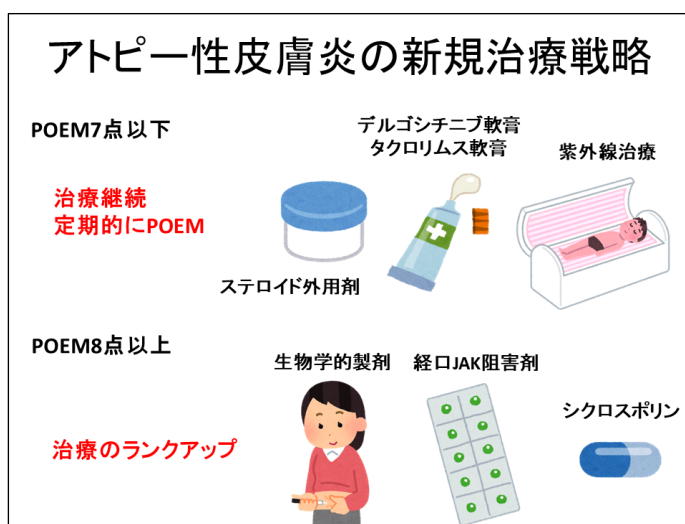 アトピー性皮膚炎の新規治療戦略
POEM7点以下
治療継続
定期的にPOEM
デルゴシチニブ軟膏
タクロリムス軟膏
紫外線治療
ステロイド外用剤
POEM8点以上
治療のランクアップ
生物学的製剤
経口JAK阻害剤
シクロスポリン